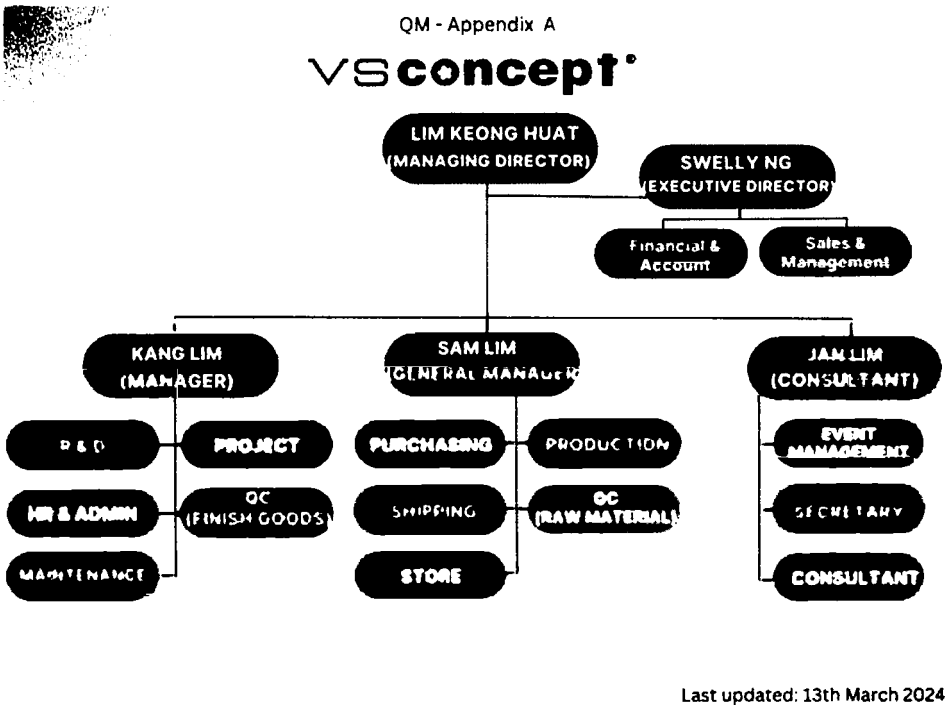 QM - Appendix A
VS concept
LIM KEONG HUAT
(MANAGING DIRECTOR)
SWELLY NG
(EXECUTIVE DIRECTOR)
Financial &
Account
Sales &
Management
KANG LIM
(MANAGER)
SAM LIM
(GENERAL MANAGER
JAN LIM
(CONSULTANT)
R & D
PROJECT
HR & ADMIN
QC
(FINISH GOODS)
MAINTENANCE
PURCHASING
PRODUCTION
SHIPPING
QC
(RAW MATERIAL)
STORE
EVENT
MANAGEMENT
SECRETARY
CONSULTANT
Last updated: 13th March 2024